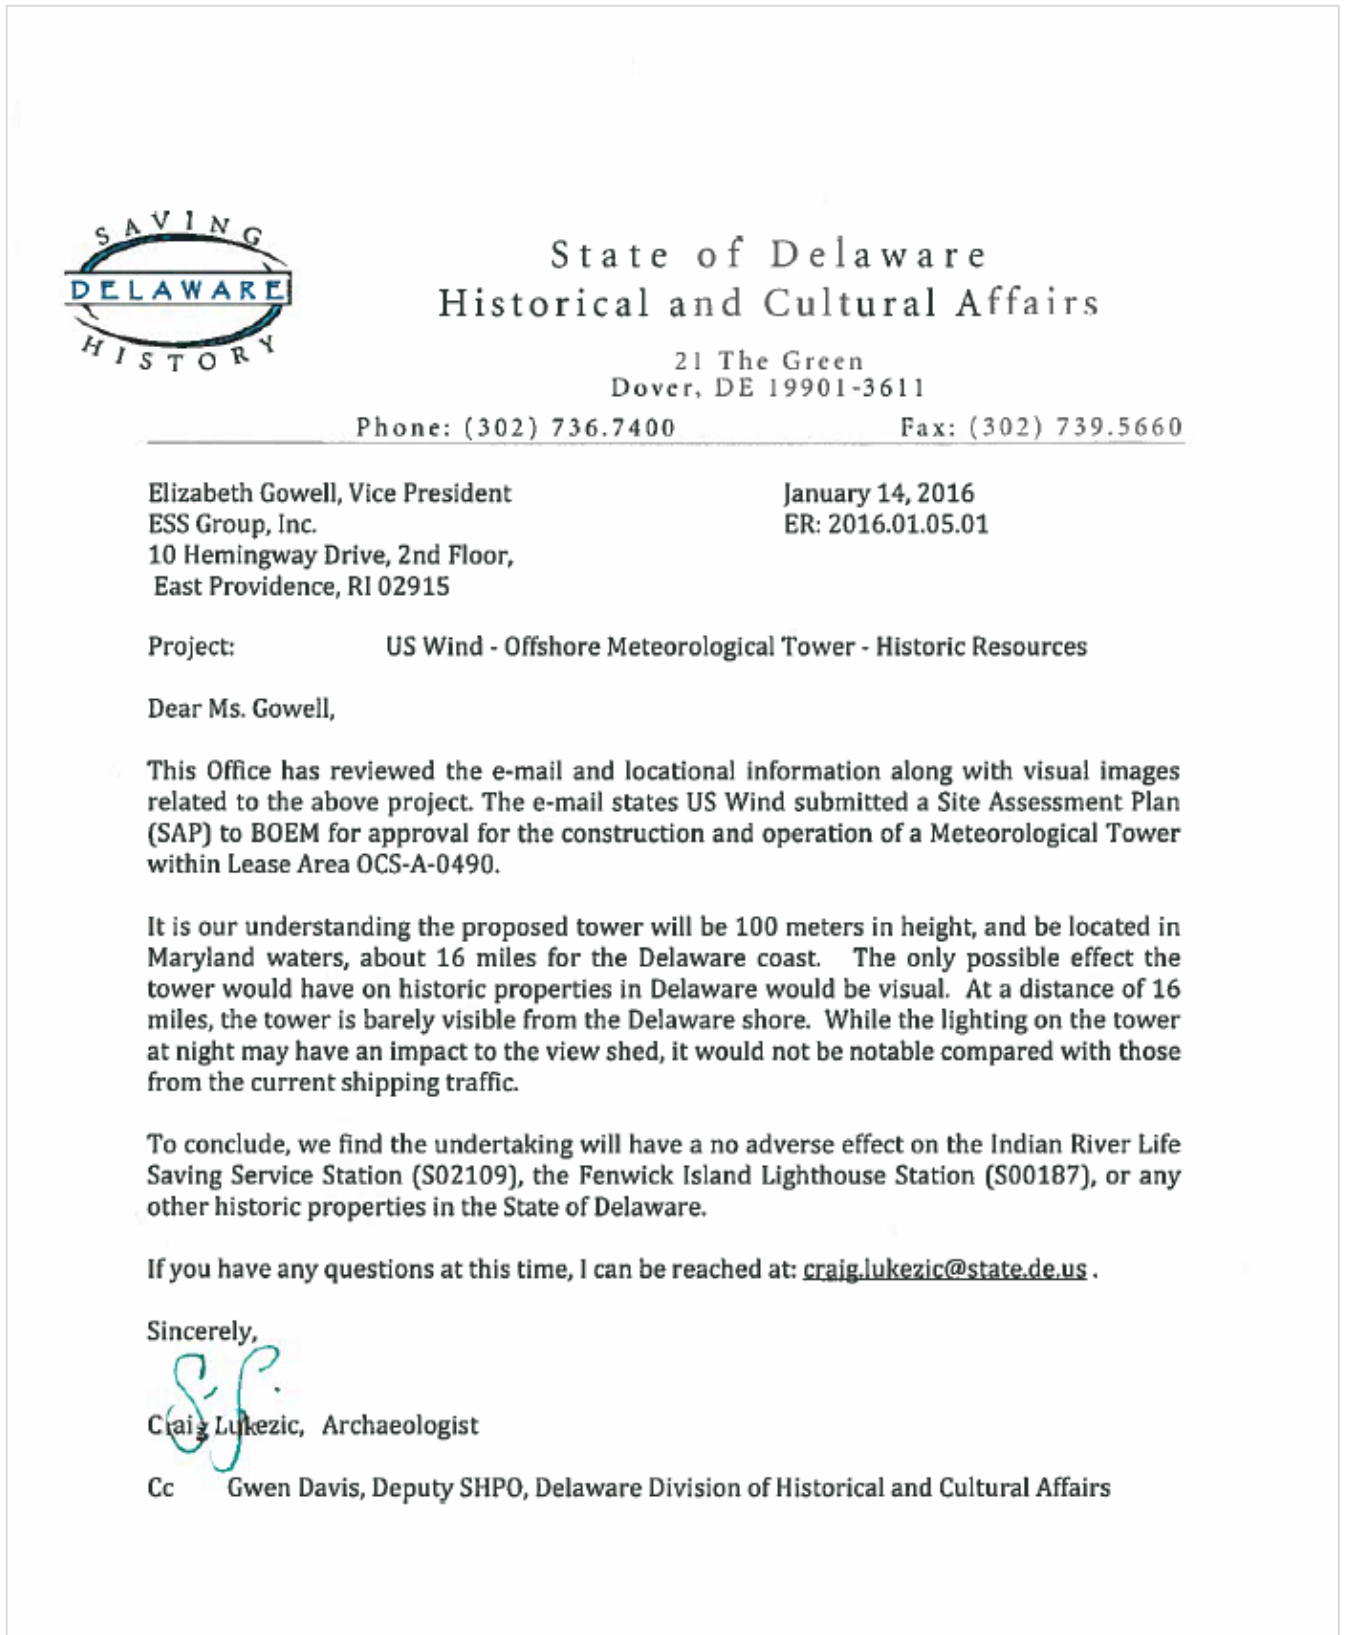 SAVING
DELAWARE
HISTORY
State of Delaware
Historical and Cultural Affairs
21 The Green
Dover, DE 19901-3611
Phone: (302) 736.7400 Fax: (302) 739.5660
Elizabeth Gowell, Vice President January 14, 2016
ESS Group, Inc. ER: 2016.01.05.01
10 Hemingway Drive, 2nd Floor,
East Providence, RI 02915
Project: US Wind - Offshore Meteorological Tower - Historic Resources
Dear Ms. Gowell,
This Office has reviewed the e-mail and locational information along with visual images
related to the above project. The e-mail states US Wind submitted a Site Assessment Plan
(SAP) to BOEM for approval for the construction and operation of a Meteorological Tower
within Lease Area OCS-A-0490.
It is our understanding the proposed tower will be 100 meters in height, and be located in
Maryland waters, about 16 miles for the Delaware coast. The only possible effect the
tower would have on historic properties in Delaware would be visual. At a distance of 16
miles, the tower is barely visible from the Delaware shore. While the lighting on the tower
at night may have an impact to the view shed, it would not be notable compared with those
from the current shipping traffic.
To conclude, we find the undertaking will have a no adverse effect on the Indian River Life
Saving Service Station (S02109), the Fenwick Island Lighthouse Station (S00187), or any
other historic properties in the State of Delaware.
If you have any questions at this time, I can be reached at: craig.lukezic@state.de.us .
Sincerely,
Craig Lukezic, Archaeologist
Cc Gwen Davis, Deputy SHPO, Delaware Division of Historical and Cultural Affairs